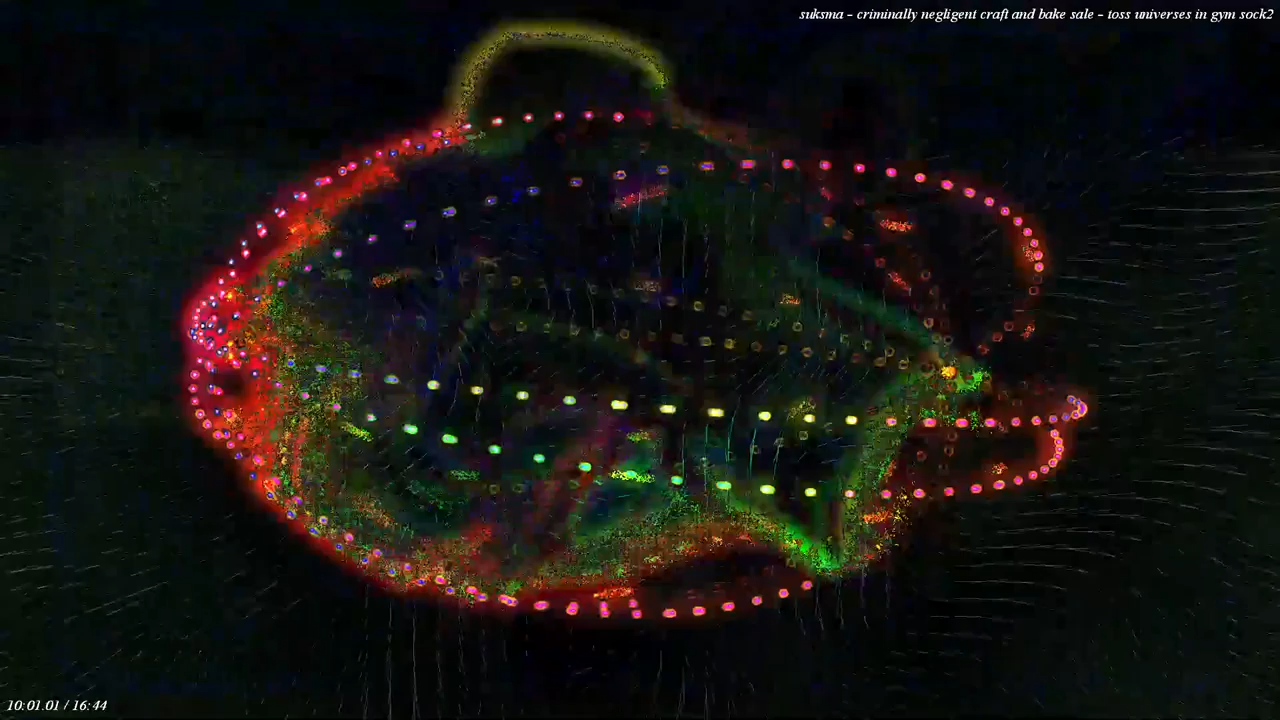 suksma - criminally negligent craft and bake sale - toss universes in gym sock2
10:01.01 / 16:44